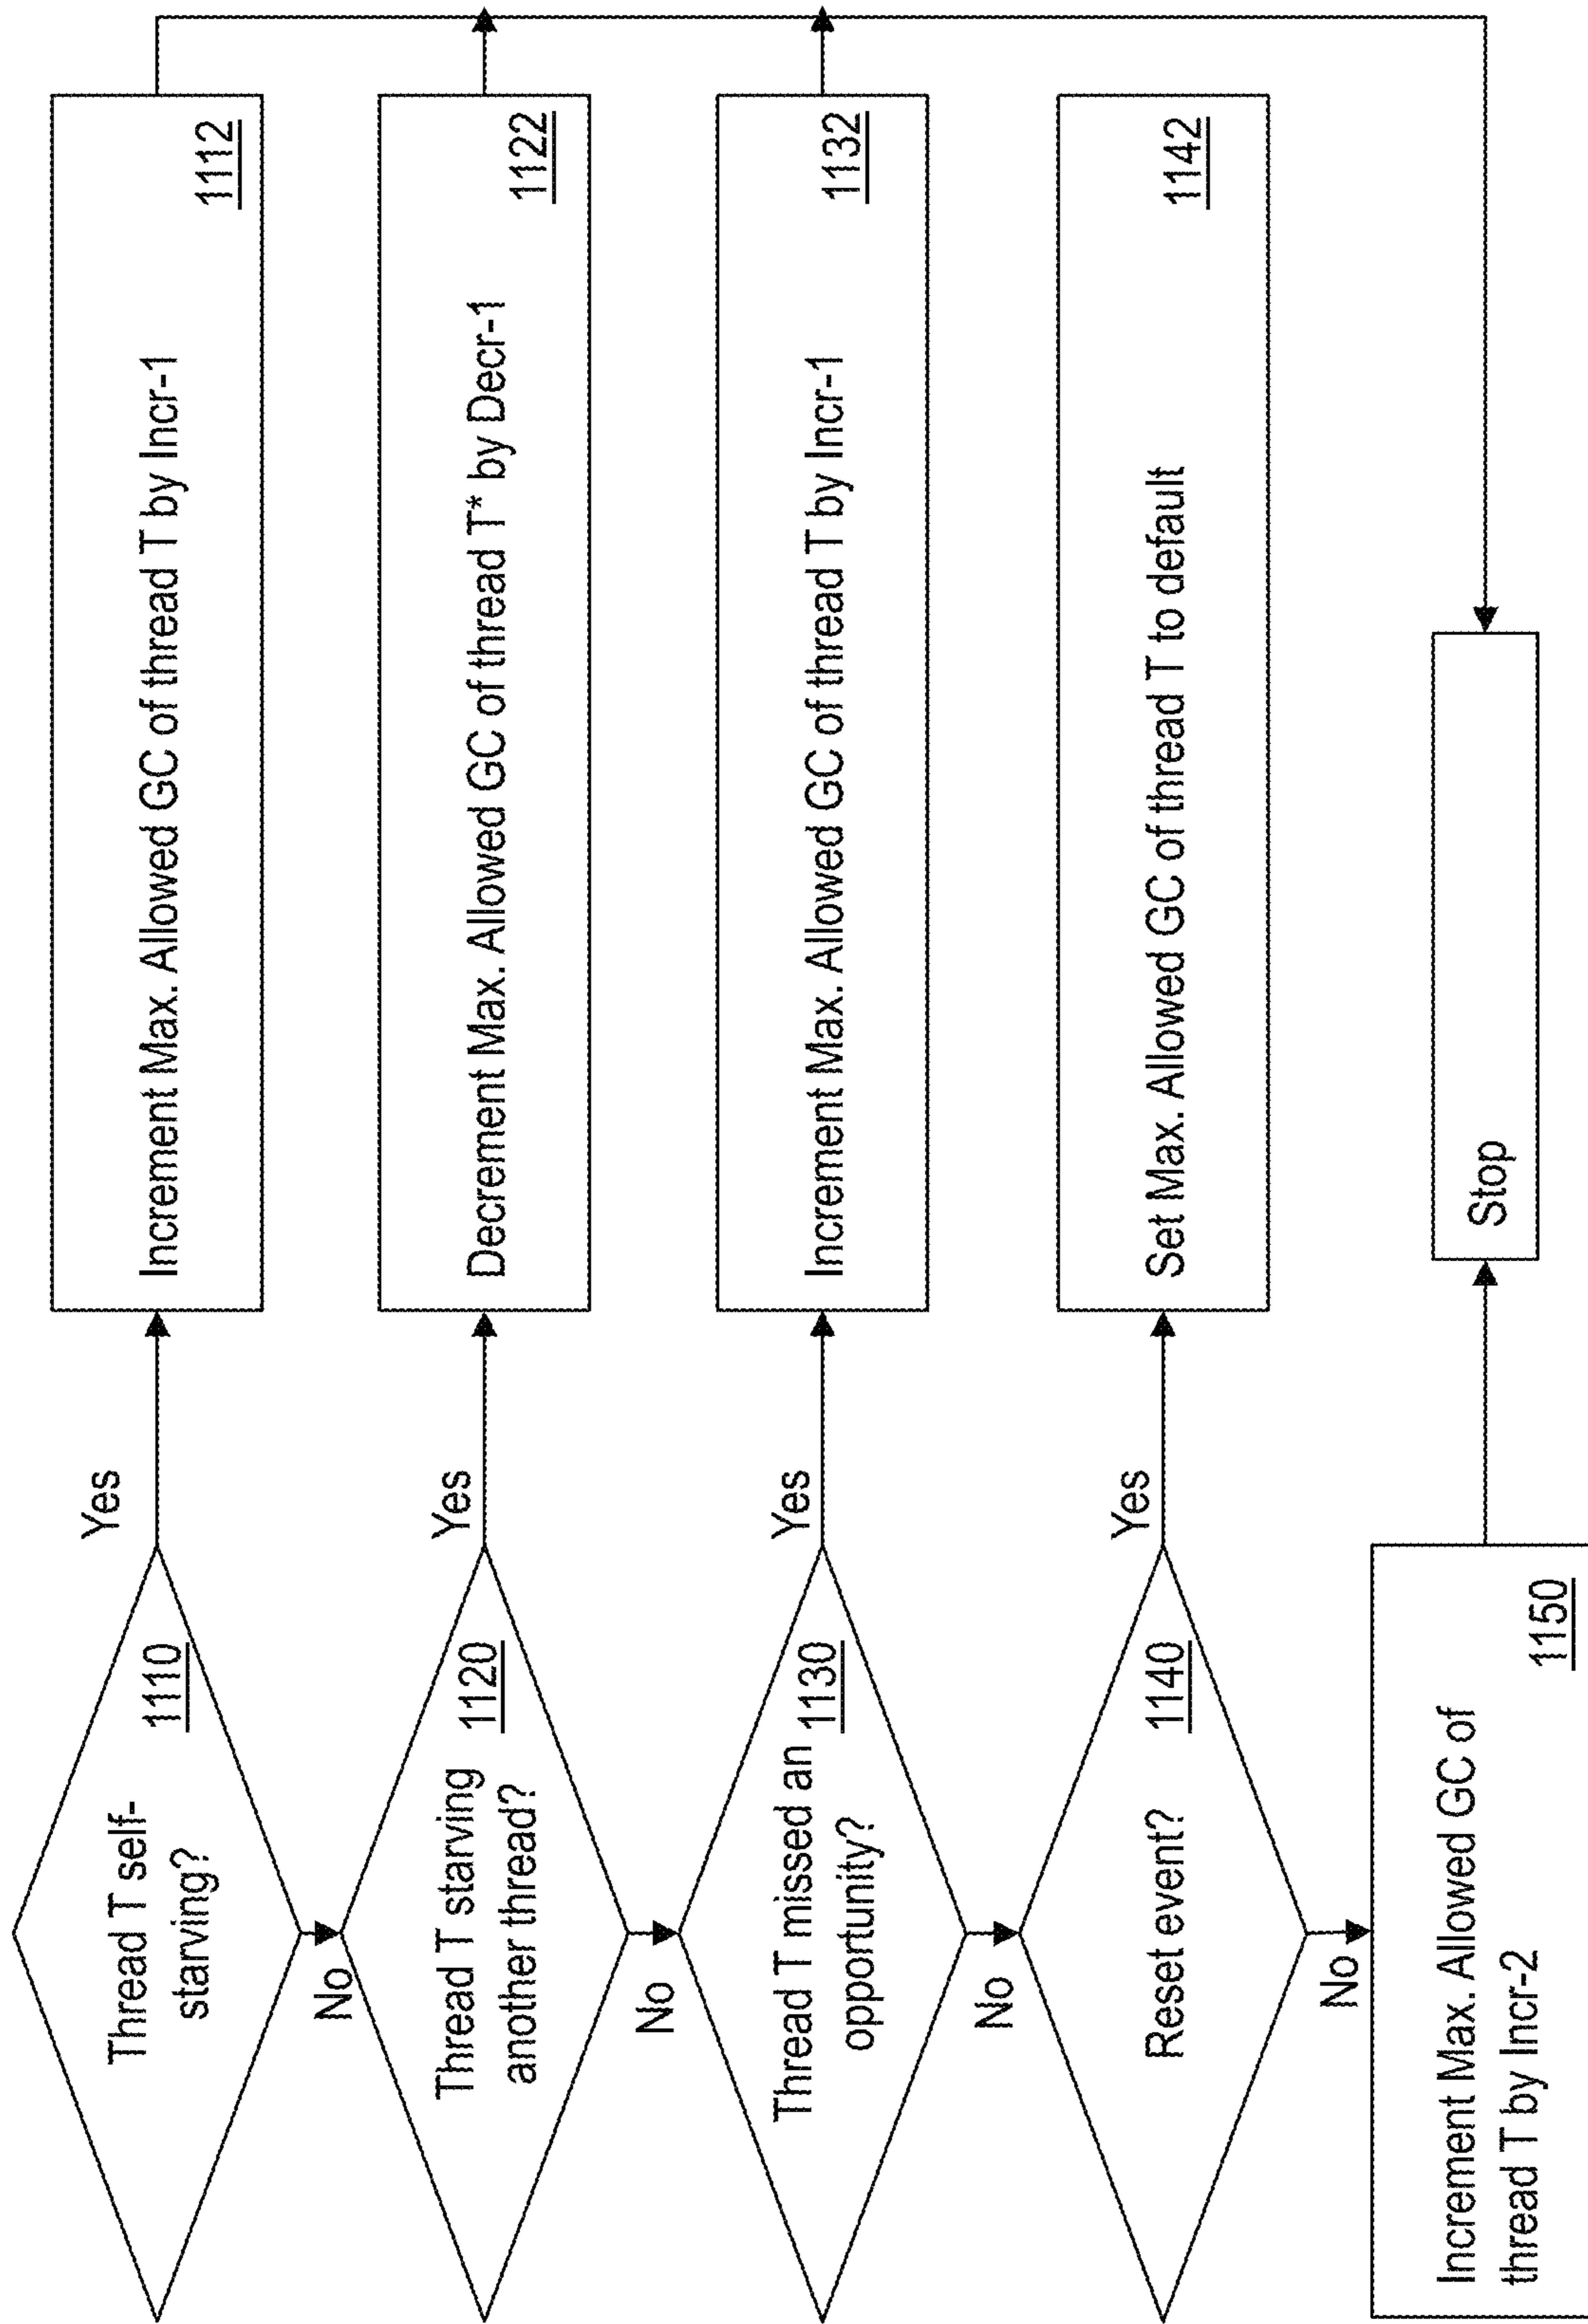 Thread T self-
starving?
1110
Yes
Increment Max. Allowed GC of thread T by Incr-1
1112
No
Thread T starving
another thread?
1120
Yes
Decrement Max. Allowed GC of thread T* by Decr-1
1122
No
Thread T missed an
opportunity?
1130
Yes
Increment Max. Allowed GC of thread T by Incr-1
1132
No
Reset event?
1140
Yes
Set Max. Allowed GC of thread T to default
1142
No
Increment Max. Allowed GC of
thread T by Incr-2
1150
Stop